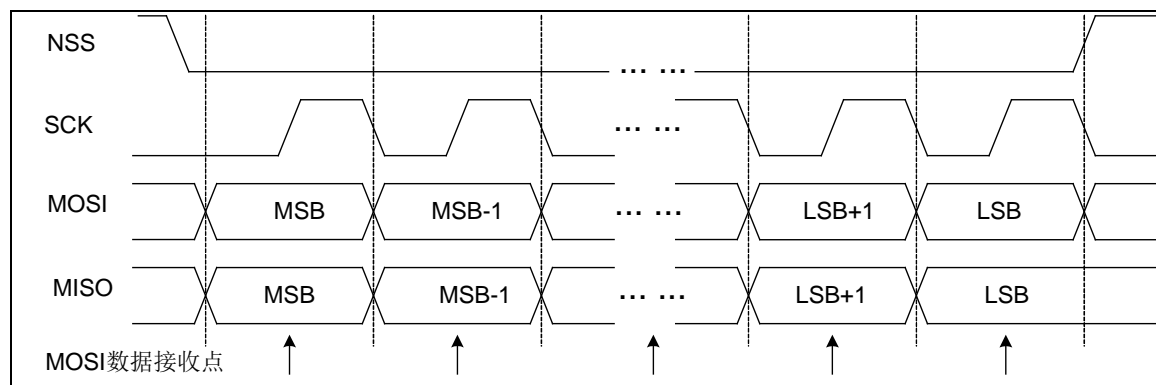 NSS
... ...
SCK
... ...
MOSI MSB MSB-1 ... ... LSB+1 LSB
MISO MSB MSB-1 ... ... LSB+1 LSB
MOSI数据接收点